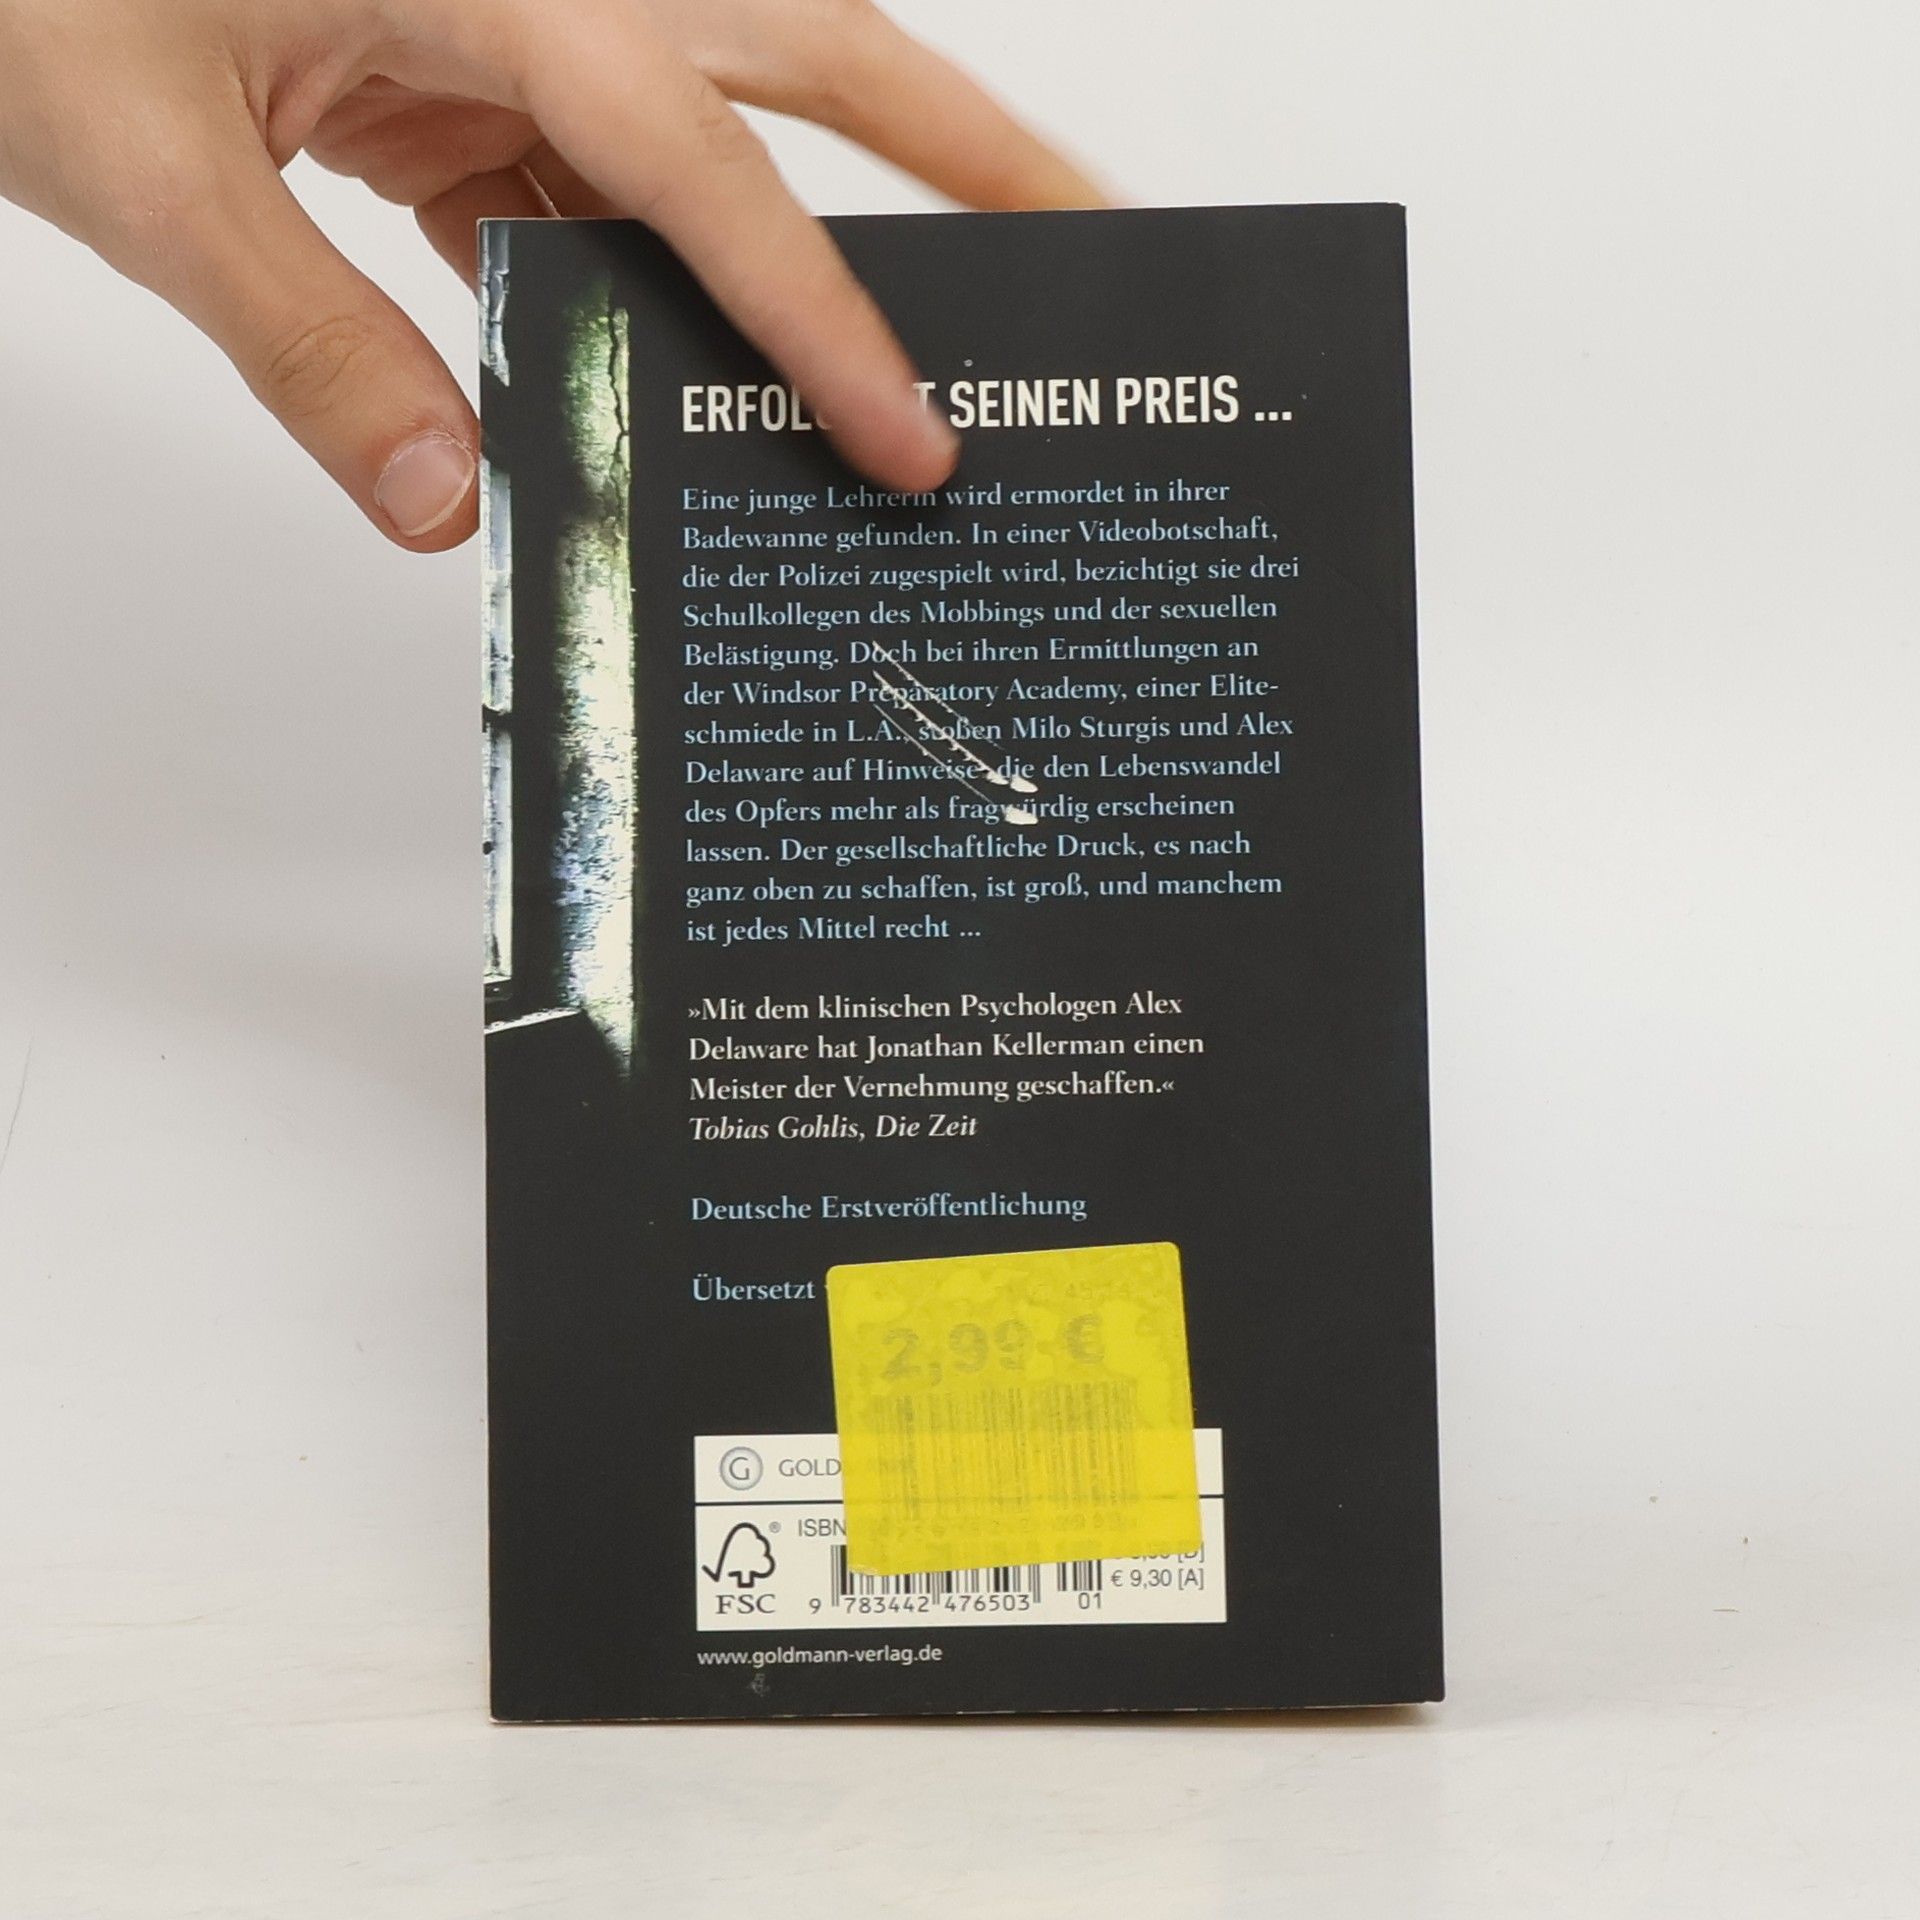 ERFOL T SEINEN PREIS ...
Eine junge Lehrerin wird ermordet in ihrer
Badewanne gefunden. In einer Videobotschaft,
die der Polizei zugespielt wird, bezichtigt sie drei
Schulkollegen des Mobbings und der sexuellen
Belästigung. Doch bei ihren Ermittlungen an
der Windsor Preparatory Academy, einer Elite-
schmiede in L.A., stoßen Milo Sturgis und Alex
Delaware auf Hinweise, die den Lebenswandel
des Opfers mehr als fragwürdig erscheinen
lassen. Der gesellschaftliche Druck, es nach
ganz oben zu schaffen, ist groß, und manchem
ist jedes Mittel recht ...
»Mit dem klinischen Psychologen Alex
Delaware hat Jonathan Kellerman einen
Meister der Vernehmung geschaffen.«
Tobias Gohlis, Die Zeit
Deutsche Erstveröffentlichung
Übersetzt
2,99 €
G GOLD
ISBN
€ 9,30 [A]
FSC
9 783442 476503 01
www.goldmann-verlag.de